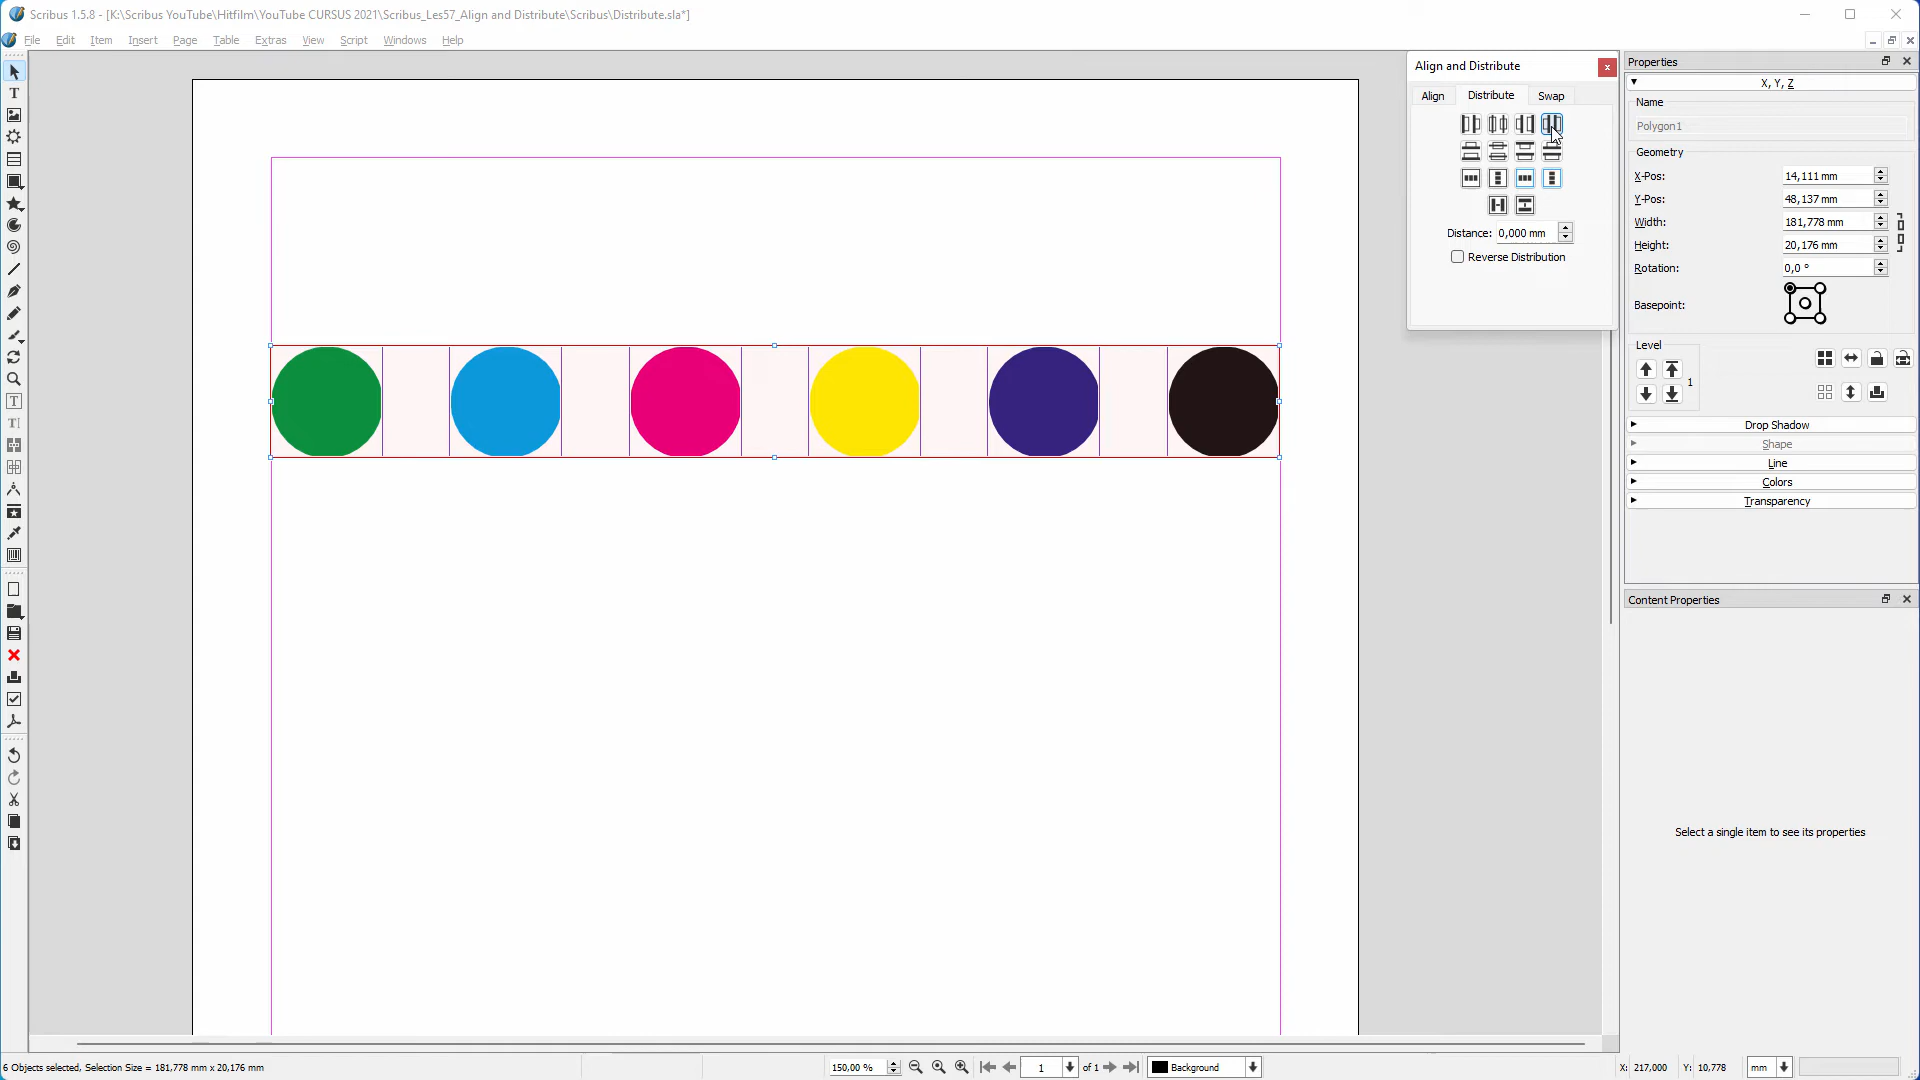 Scribus 1.5.8 - [K:\Scribus YouTube\Hitfilm\YouTube CURSUS 2021\Scribus_Les57_Align and Distribute\Scribus\Distribute.sla*]
File Edit Item Insert Page Table Extras View Script Windows Help
Align and Distribute
Align Distribute Swap
Distance: 0,000 mm
Reverse Distribution
Properties
X, Y, Z
Name
Polygon1
Geometry
X-Pos: 14,111 mm
Y-Pos: 48,137 mm
Width: 181,778 mm
Height: 20,176 mm
Rotation: 0,0 °
Basepoint:
Level
1
Drop Shadow
Shape
Line
Colors
Transparency
Content Properties
Select a single item to see its properties
6 Objects selected, Selection Size = 181,778 mm x 20,176 mm
150,00 %
1 of 1
Background
X: 217,000 Y: 10,778 mm